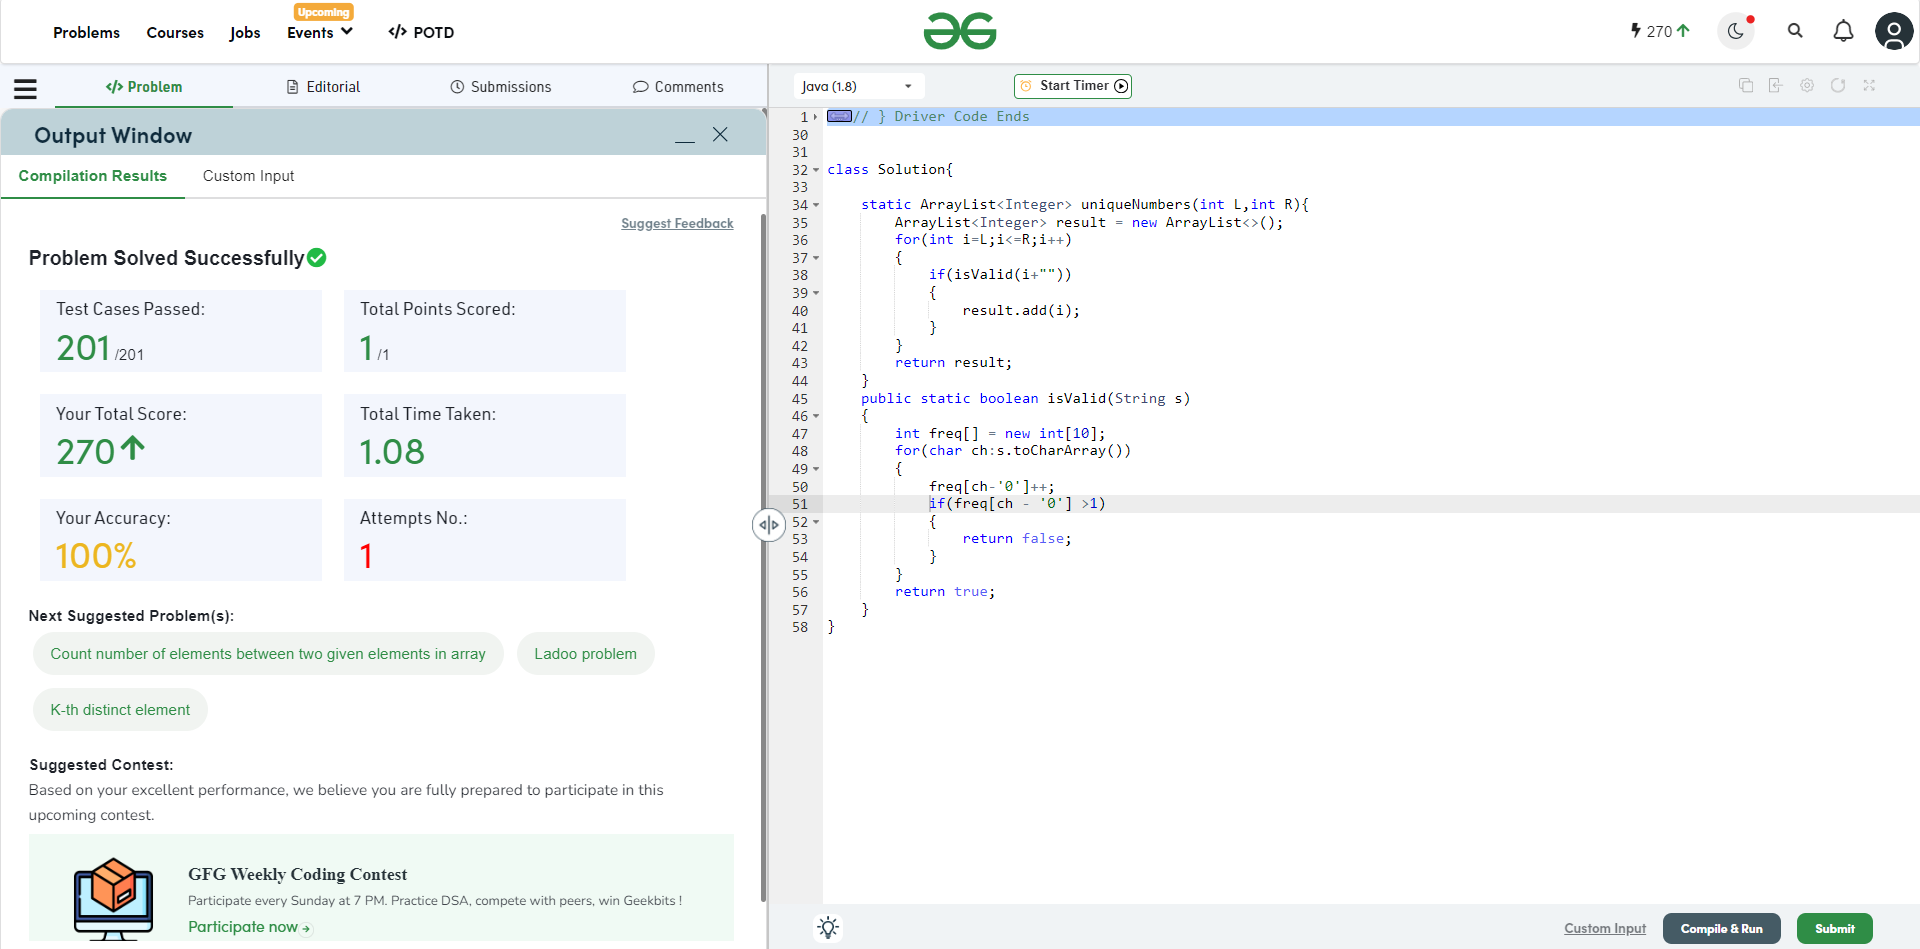 Problems Courses Jobs Events POTD
Upcoming
270
Problem Editorial Submissions Comments
Output Window
Compilation Results Custom Input
Suggest Feedback
Problem Solved Successfully
Test Cases Passed:
201 /201
Total Points Scored:
1 /1
Your Total Score:
270
Total Time Taken:
1.08
Your Accuracy:
100%
Attempts No.:
1
Next Suggested Problem(s):
Count number of elements between two given elements in array
Ladoo problem
K-th distinct element
Suggested Contest:
Based on your excellent performance, we believe you are fully prepared to participate in this
upcoming contest.
GFG Weekly Coding Contest
Participate every Sunday at 7 PM. Practice DSA, compete with peers, win Geekbits !
Participate now
Java (1.8)
Start Timer
1 // } Driver Code Ends
30
31
32 class Solution{
33
34 static ArrayList<Integer> uniqueNumbers(int L,int R){
35 ArrayList<Integer> result = new ArrayList<>();
36 for(int i=L;i<=R;i++)
37 {
38 if(isValid(i+""))
39 {
40 result.add(i);
41 }
42 }
43 return result;
44 }
45 public static boolean isValid(String s)
46 {
47 int freq[] = new int[10];
48 for(char ch:s.toCharArray())
49 {
50 freq[ch-'0']++;
51 if(freq[ch - '0'] >1)
52 {
53 return false;
54 }
55 }
56 return true;
57 }
58 }
Custom Input
Compile & Run
Submit